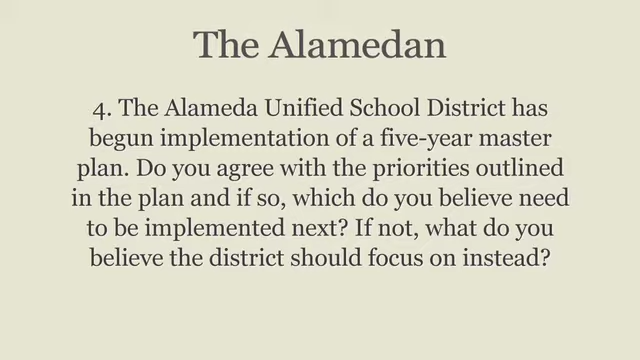 The Alamedan
4. The Alameda Unified School District has
begun implementation of a five-year master
plan. Do you agree with the priorities outlined
in the plan and if so, which do you believe need
to be implemented next? If not, what do you
believe the district should focus on instead?